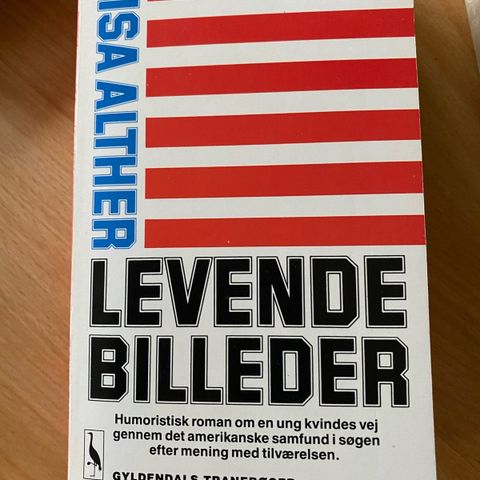 ISA ALTHER
LEVENDE
BILLEDER
Humoristisk roman om en ung kvindes vej
gennem det amerikanske samfund i søgen
efter mening med tilværelsen.
GYLDENDALS TRANEBØGER